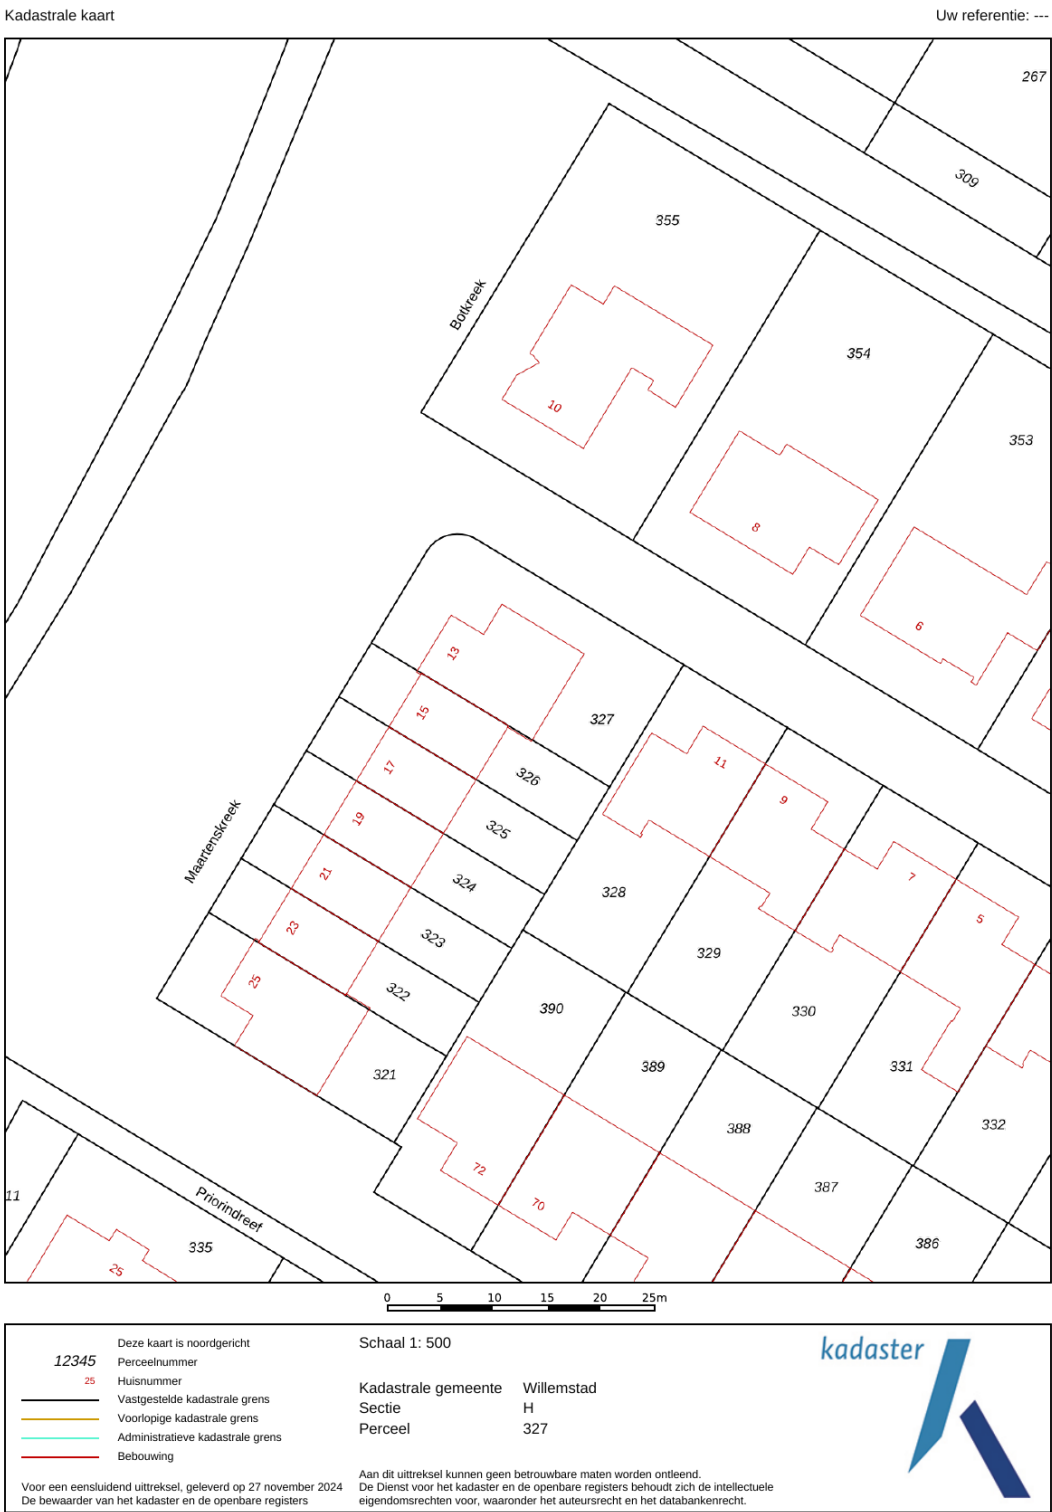 Kadastrale kaart
Uw referentie: ---
267
309
355
Botkreek
354
10
353
8
6
13
327
15
11
326
17
9
325
19
Maartenskreek
7
324
21
328
5
323
23
329
25
322
390
330
321
389
331
332
388
72
387
70
11
Priorindreef
335
386
25
0 5 10 15 20 25m
Deze kaart is noordgericht
12345 Perceelnummer
25 Huisnummer
Vastgestelde kadastrale grens
Voorlopige kadastrale grens
Administratieve kadastrale grens
Bebouwing
Voor een eensluidend uittreksel, geleverd op 27 november 2024
De bewaarder van het kadaster en de openbare registers
Schaal 1: 500
Kadastrale gemeente Willemstad
Sectie H
Perceel 327
Aan dit uittreksel kunnen geen betrouwbare maten worden ontleend.
De Dienst voor het kadaster en de openbare registers behoudt zich de intellectuele
eigendomsrechten voor, waaronder het auteursrecht en het databankenrecht.
kadaster